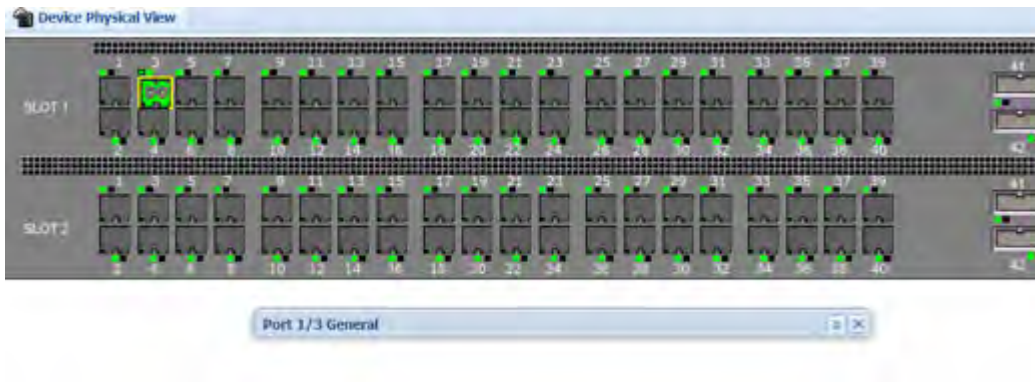 Device Physical View
1 3 5 7 9 11 13 15 17 19 21 23 25 27 29 31 33 35 37 39 41
SLOT 1
2 4 6 8 10 12 14 16 18 20 22 24 26 28 30 32 34 36 38 40 42
1 3 5 7 9 11 13 15 17 19 21 23 25 27 29 31 33 35 37 39 41
SLOT 2
2 4 6 8 10 12 14 16 18 20 22 24 26 28 30 32 34 36 38 40 42
Port 1/3 General